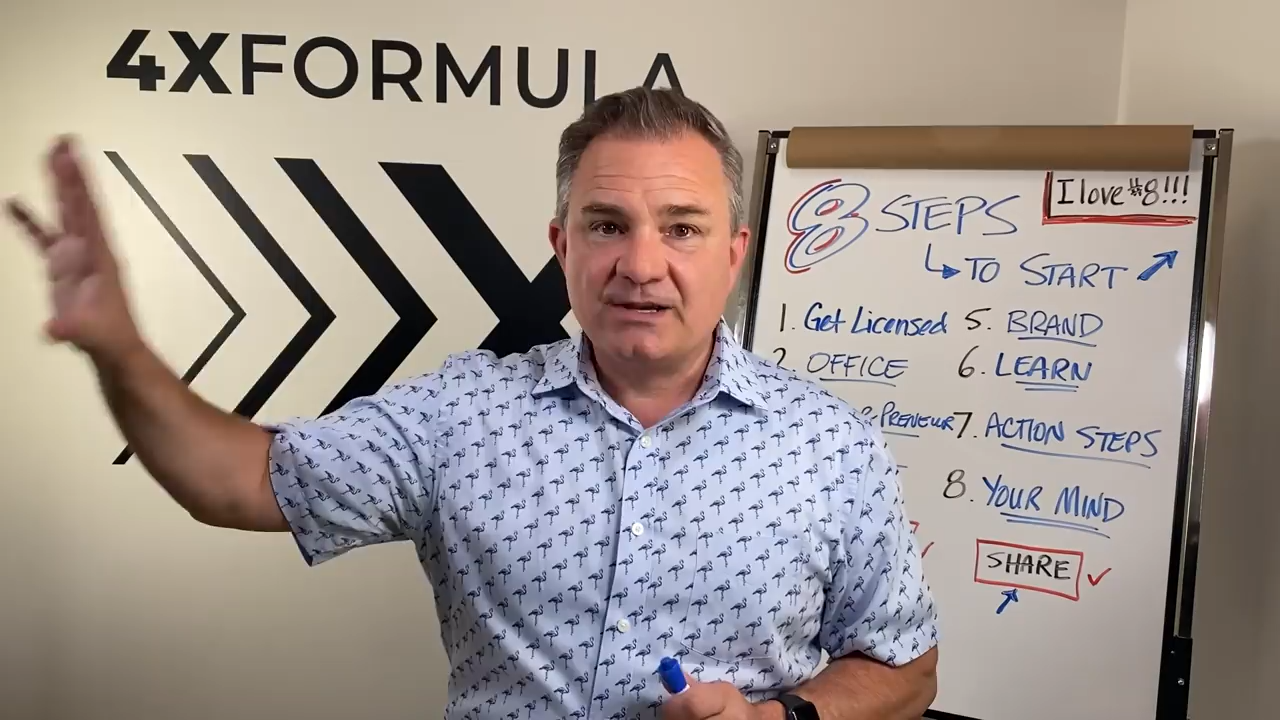 4XFORMULA
I love #8!!!
8 STEPS
TO START
1. Get Licensed
2. OFFICE
PRENEUR
5. BRAND
6. LEARN
7. ACTION STEPS
8. YOUR MIND
SHARE